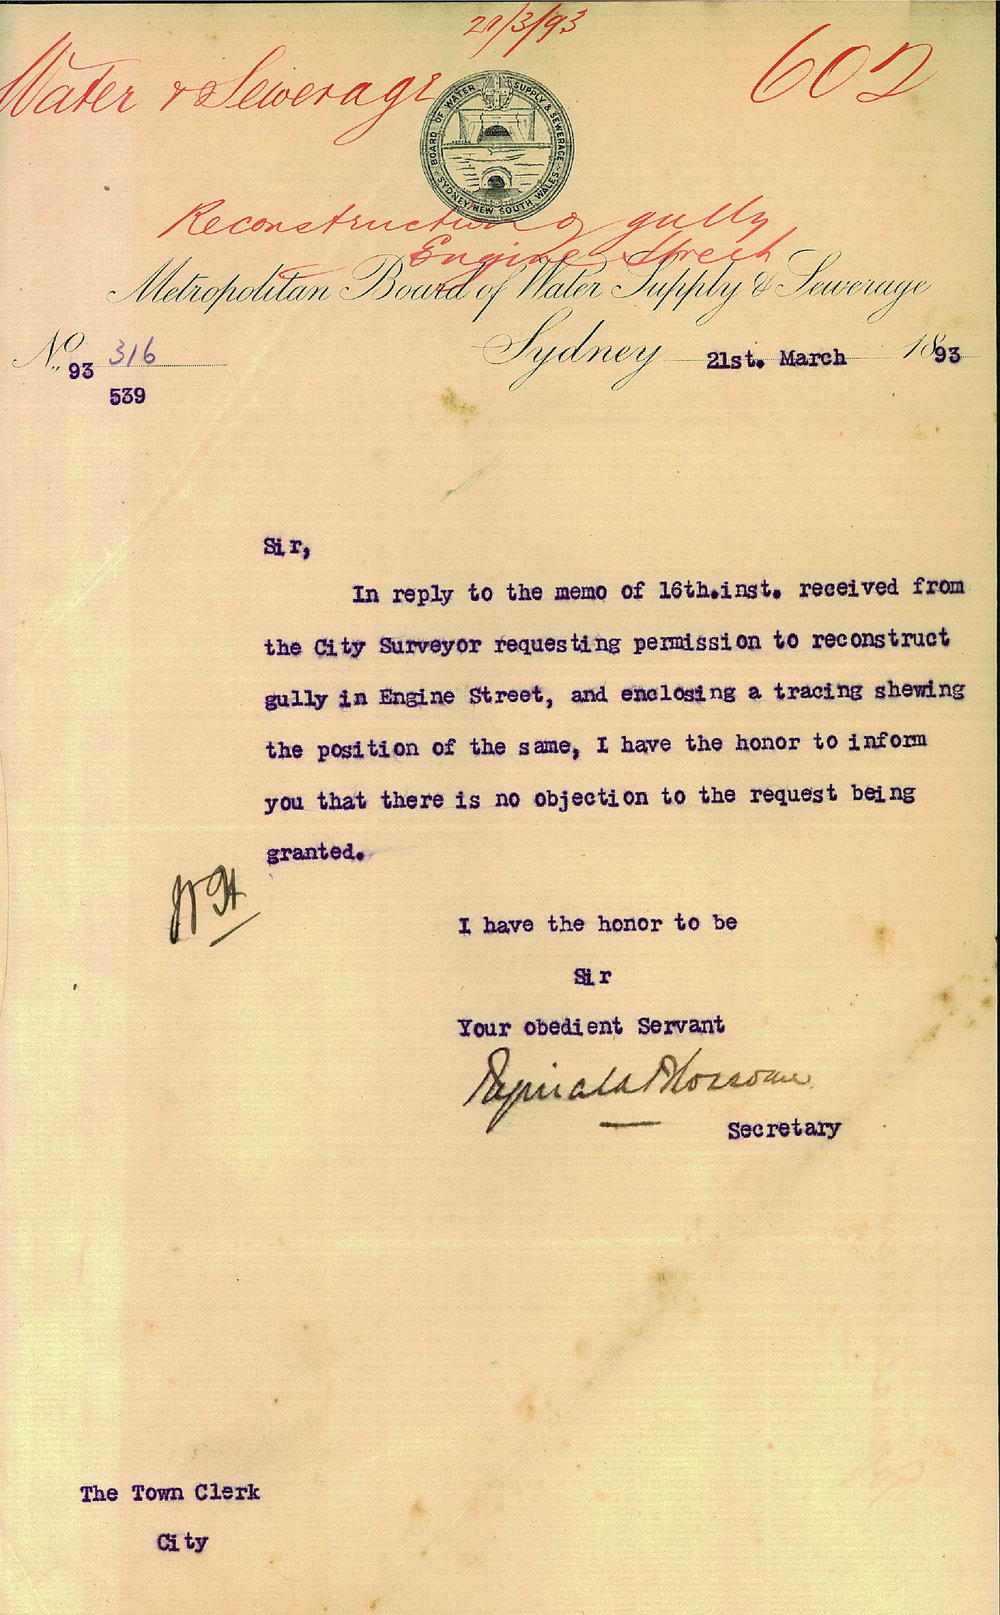 21/3/93
Water & Sewerage
602
BOARD OF WATER SUPPLY & SEWERAGE
SYDNEY NEW SOUTH WALES
Reconstruction of gully
Engine Street
Metropolitan Board of Water Supply & Sewerage
No 93 316
539
Sydney 21st. March 1893
Sir,
In reply to the memo of 16th.inst. received from
the City Surveyor requesting permission to reconstruct
gully in Engine Street, and enclosing a tracing shewing
the position of the same, I have the honor to inform
you that there is no objection to the request being
granted.
I have the honor to be
Sir
Your obedient Servant
Secretary
The Town Clerk
City